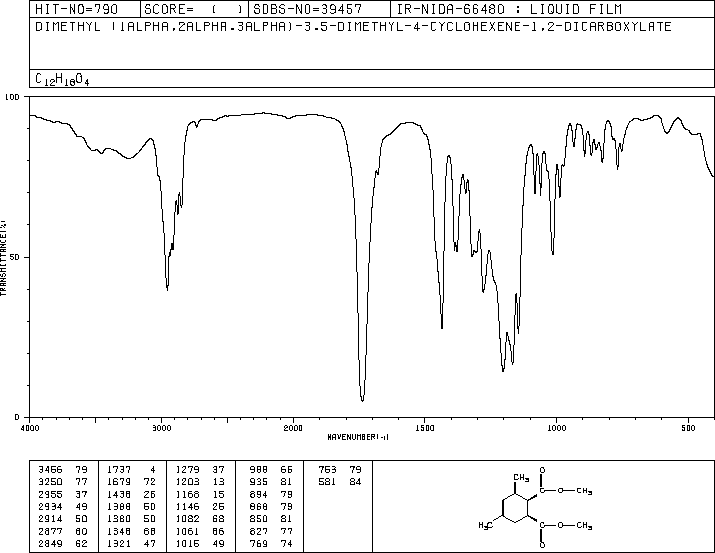 HIT-NO=790 SCORE= ( ) SDBS-NO=39457 IR-NIDA-66480 : LIQUID FILM
DIMETHYL (1ALPHA,2ALPHA,3ALPHA)-3,5-DIMETHYL-4-CYCLOHEXENE-1,2-DICARBOXYLATE
C12H18O4
100
50
0
TRANSMITTANCE(%)
4000 3000 2000 1500 1000 500
WAVENUMBER(-1)
3466 79 1737 4 1279 37 988 66 753 79
3250 77 1679 72 1203 13 935 81 581 84
2955 37 1438 26 1168 15 894 79
2934 49 1388 50 1146 25 868 79
2914 50 1380 50 1082 68 850 81
2877 60 1348 68 1061 66 827 77
2849 62 1321 47 1015 49 769 74
CH3
O
C O CH3
C O CH3
H3C
O